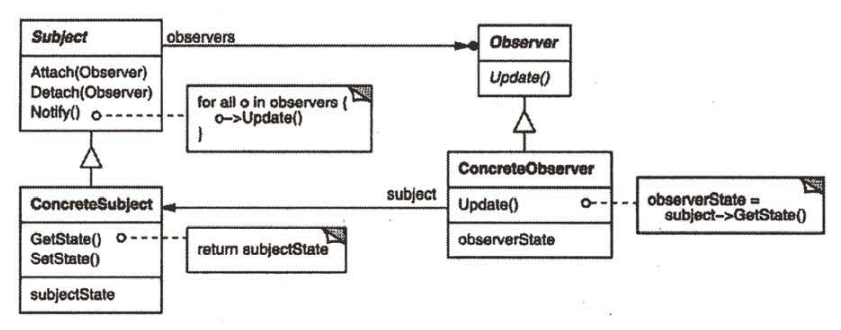 Subject
observers
Observer
Attach(Observer)
Detach(Observer)
Notify()
for all o in observers {
o->Update()
}
Update()
ConcreteSubject
GetState()
SetState()
subjectState
return subjectState
subject
ConcreteObserver
Update()
observerState
observerState =
subject->GetState()